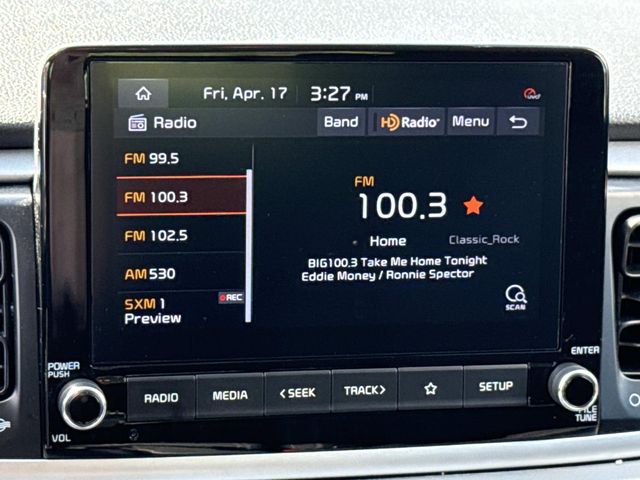 Fri, Apr. 17 3:27 PM
Radio Band HD Radio Menu
FM 99.5
FM 100.3
FM 102.5
AM 530
SXM 1 REC
Preview
FM
100.3
Home Classic_Rock
BIG100.3 Take Me Home Tonight
Eddie Money / Ronnie Spector
SCAN
POWER
PUSH
VOL
RADIO MEDIA < SEEK TRACK > SETUP
ENTER
FILE
TUNE